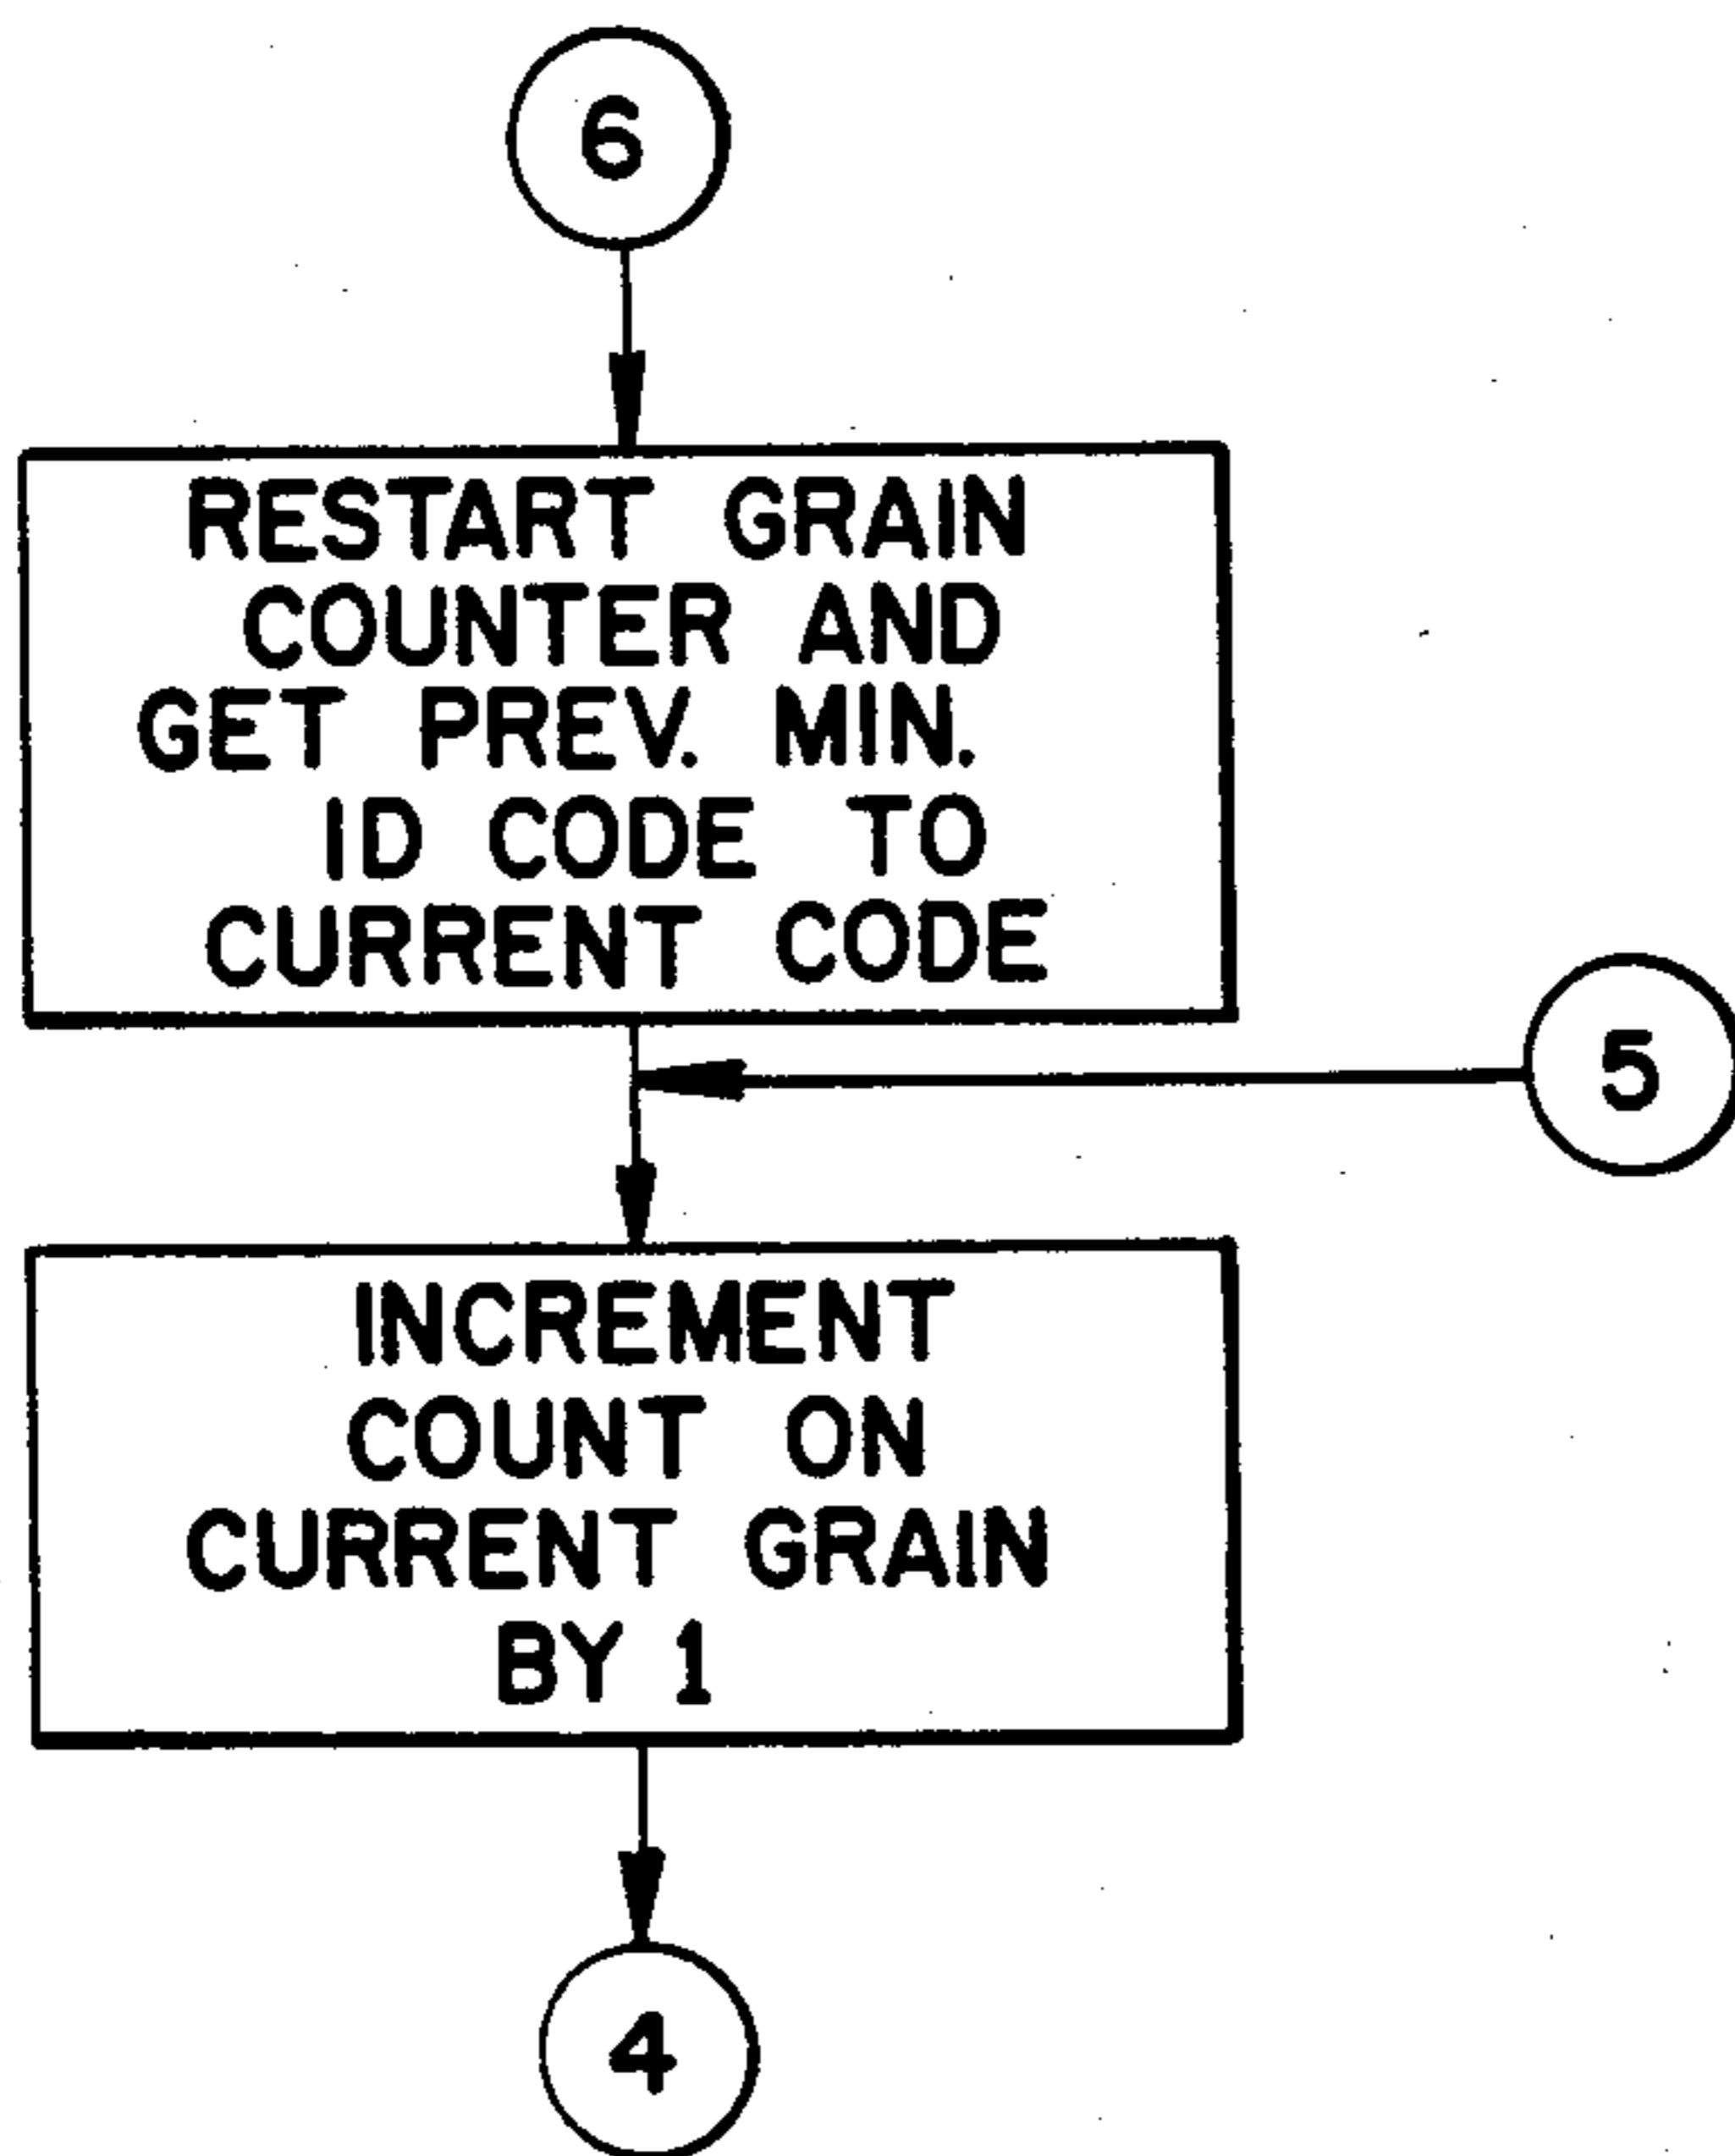 6
RESTART GRAIN
COUNTER AND
GET PREV. MIN.
ID CODE TO
CURRENT CODE
5
INCREMENT
COUNT ON
CURRENT GRAIN
BY 1
4